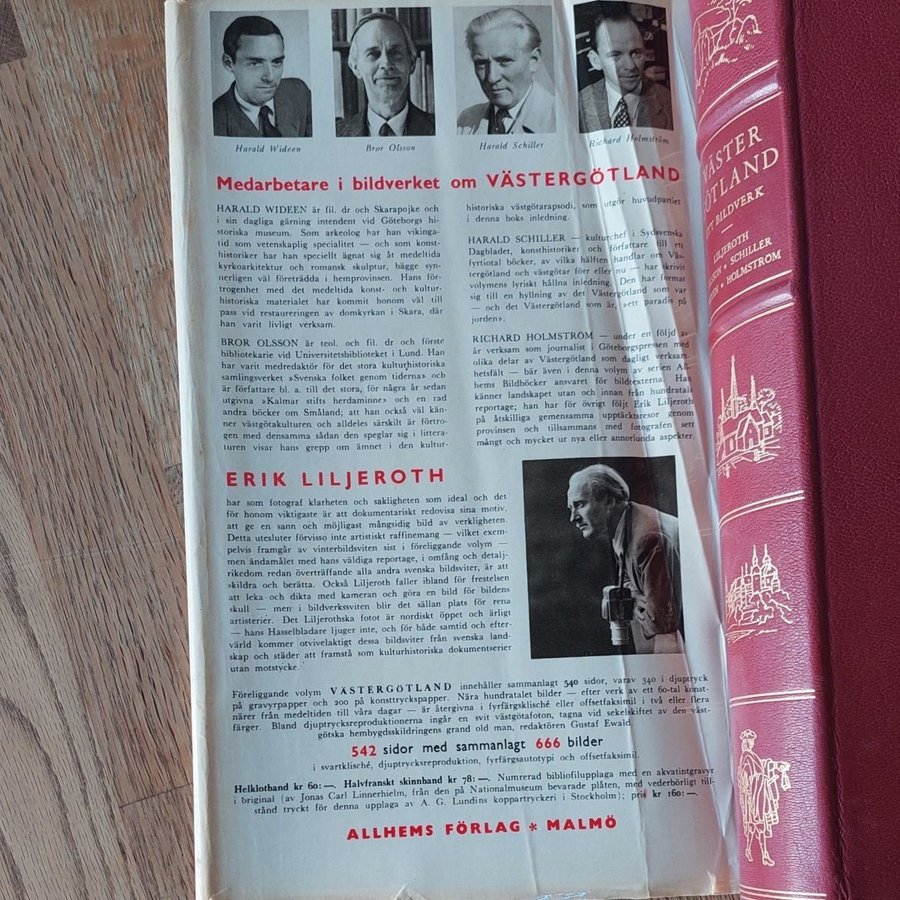 Harald Wideen
Bror Olsson
Harald Schiller
Richard Holmström
Medarbetare i bildverket om VÄSTERGÖTLAND
HARALD WIDEEN är fil. dr och Skarapojke och
i sin dagliga gärning intendent vid Göteborgs hi-
storiska museum. Som arkeolog har han vikinga-
tid som vetenskaplig specialitet — och som konst-
historiker har han speciellt ägnat sig åt medeltida
kyrkoarkitektur och romansk skulptur, bägge syn-
nerligen väl företrädda i hemprovinsen. Hans för-
trogenhet med det medeltida konst- och kultur-
historiska materialet har kommit honom väl till
pass vid restaureringen av domkyrkan i Skara, där
han varit livligt verksam.
BROR OLSSON är teol. och fil. dr och förste
bibliotekarie vid Universitetsbiblioteket i Lund. Han
har varit medredaktör för det stora kulturhistoriska
samlingsverket »Svenska folket genom tiderna» och
är författare bl. a. till det stora, för några år sedan
utgivna »Kalmar stifts herdaminne» och en rad
andra böcker om Småland; att han också väl kän-
ner västgötakulturen och alldeles särskilt är förtro-
gen med densamma sådan den speglar sig i littera-
turen visar hans grepp om ämnet i den kultur-
historiska västgötarapsodi, som utgör huvudpartiet
i denna boks inledning.
HARALD SCHILLER — kulturchef i Sydsvenska
Dagbladet, konsthistoriker och författare till ett
fyrtiotal böcker, av vilka hälften handlar om Väs-
tergötland och västgötar förr eller nu — har skrivit
volymens lyriskt hållna inledning. Den har format
sig till en hyllning av det Västergötland som var
— och det Västergötland som är, »ett paradis på
jorden».
RICHARD HOLMSTRÖM — under en följd av
år verksam som journalist i Göteborgspressen med
olika delar av Västergötland som dagligt verksam-
hetsfält — bär även i denna volym av serien All-
hems Bildböcker ansvaret för bildtexterna. Han
känner landskapet utan och innan från hundratals
reportage; han har för övrigt följt Erik Liljeroth
på åtskilliga gemensamma upptäcktsresor genom
provinsen och tillsammans med fotografen sett
mångt och mycket ur nya eller annorlunda aspekter.
ERIK LILJEROTH
har som fotograf klarheten och sakligheten som ideal och det
för honom viktigaste är att dokumentariskt redovisa sina motiv,
att ge en sann och möjligast mångsidig bild av verkligheten.
Detta utesluter förvisso inte artistiskt raffinemang — vilket exem-
pelvis framgår av vinterbildsviten sist i föreliggande volym —
men ändamålet med hans väldiga reportage, i omfång och detalj-
rikedom redan överträffande alla andra svenska bildsviter, är att
»skildra och berätta. Också Liljeroth faller ibland för frestelsen
att leka och dikta med kameran och göra en bild för bildens
skull — men i bildverkssviten blir det sällan plats för rena
artisterier. Det Liljerothska fotot är nordiskt öppet och ärligt
— hans Hasselbladare ljuger inte, och för både samtid och efter-
värld kommer otvivelaktigt dessa bildsviter från svenska land-
skap och städer att framstå som kulturhistoriska dokumentserier
utan motstycke.
Föreliggande volym VÄSTERGÖTLAND innehåller sammanlagt 540 sidor, varav 340 i djuptryck
på gravyrpapper och 200 på konsttryckspapper. Nära hundratalet bilder — efter verk av ett 60-tal konst-
närer från medeltiden till våra dagar — är återgivna i fyrfärgsklisché eller offsetfaksimil i två eller flera
färger. Bland djuptrycksreproduktionerna ingår en svit västgötafoton, tagna vid sekelskiftet av den väst-
götska hembygdsskildringens grand old man, redaktören Gustaf Ewald.
542 sidor med sammanlagt 666 bilder
i svartklisché, djuptrycksreproduktion, fyrfärgsautotypi och offsetfaksimil.
Helklotband kr 60:—. Halvfranskt skinnband kr 78:—. Numrerad bibliofilupplaga med en akvatintgravyr
i original (av Jonas Carl Linnerhielm, från den på Nationalmuseum bevarade plåten, med vederbörligt till-
stånd tryckt för denna upplaga av A. G. Lundins koppartryckeri i Stockholm); pris kr 160:—.
ALLHEMS FÖRLAG * MALMÖ
VÄSTER
GÖTLAND
ETT BILDVERK
LILJEROTH
OLSSON * SCHILLER
WIDEEN * HOLMSTRÖM